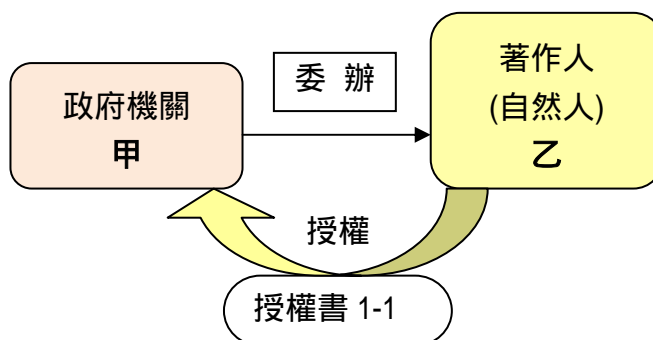 委 辦
政府機關
甲
著作人
(自然人)
乙
授權
授權書 1-1